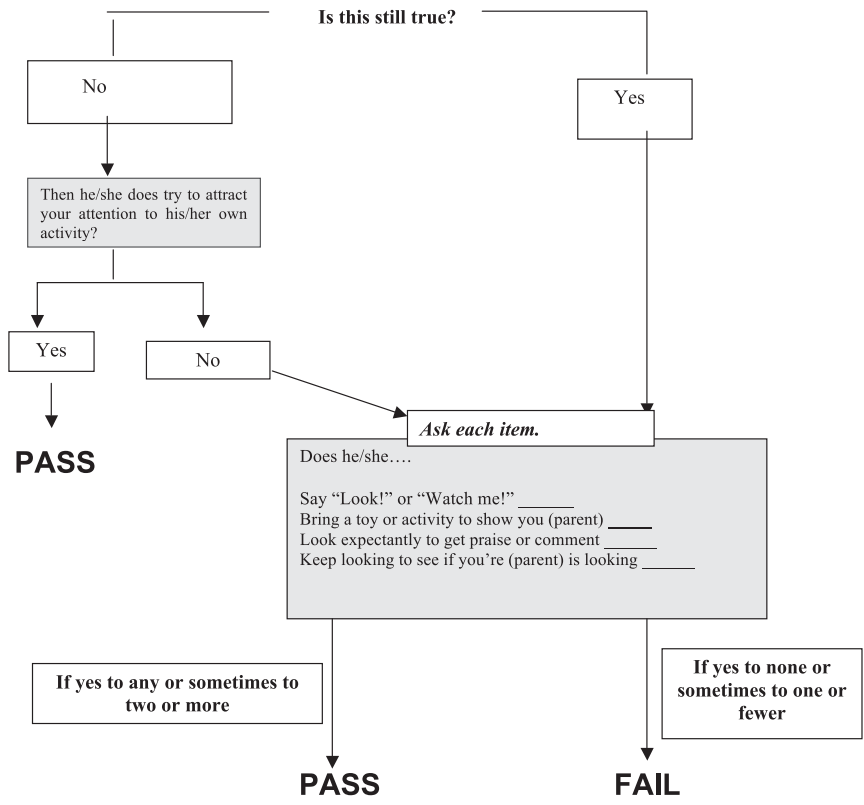 Is this still true?
No
Yes
Then he/she does try to attract
your attention to his/her own
activity?
Yes
No
PASS
Ask each item.
Does he/she….
Say “Look!” or “Watch me!” ______
Bring a toy or activity to show you (parent) _____
Look expectantly to get praise or comment ______
Keep looking to see if you’re (parent) is looking ______
If yes to any or sometimes to
two or more
If yes to none or
sometimes to one or
fewer
PASS
FAIL